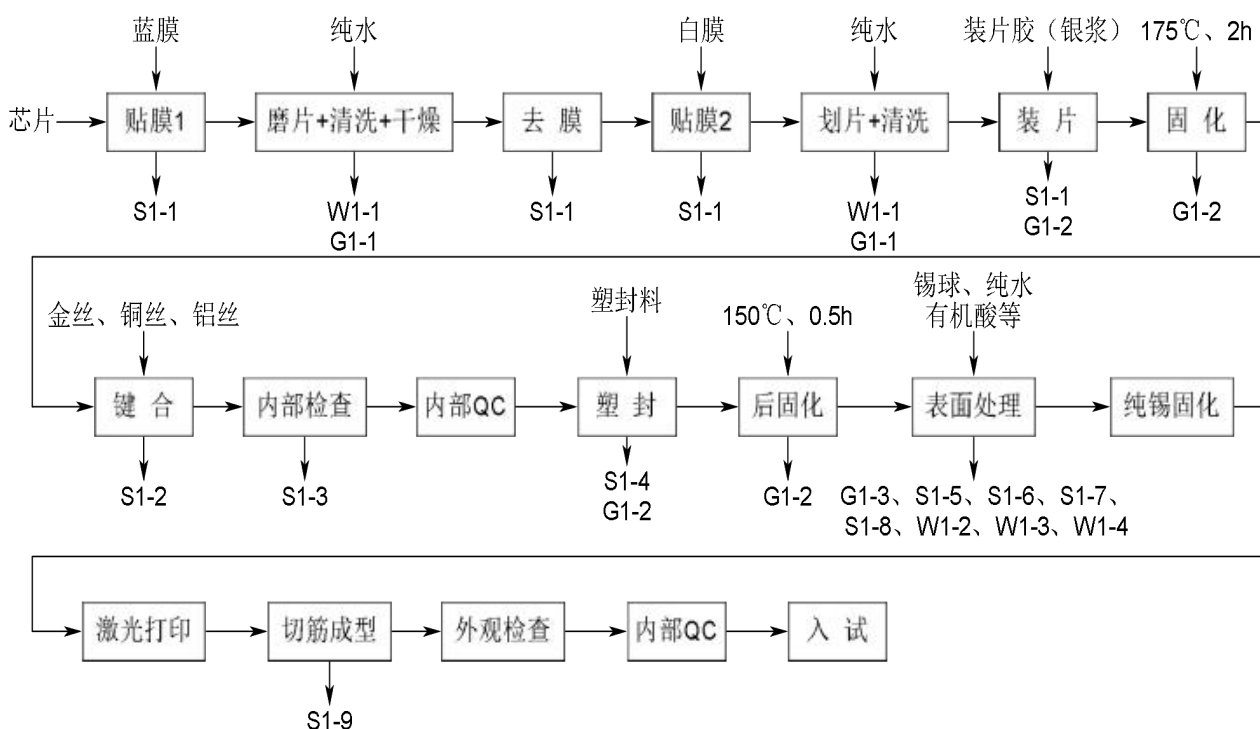 蓝膜
纯水
白膜
纯水
装片胶（银浆）
175℃、2h
芯片
贴膜1
磨片+清洗+干燥
去 膜
贴膜2
划片+清洗
装 片
固 化
S1-1
W1-1
G1-1
S1-1
S1-1
W1-1
G1-1
S1-1
G1-2
G1-2
金丝、铜丝、铝丝
塑封料
150℃、0.5h
锡球、纯水
有机酸等
键 合
内部检查
内部QC
塑 封
后固化
表面处理
纯锡固化
S1-2
S1-3
S1-4
G1-2
G1-2
G1-3、S1-5、S1-6、S1-7、
S1-8、W1-2、W1-3、W1-4
激光打印
切筋成型
外观检查
内部QC
入 试
S1-9